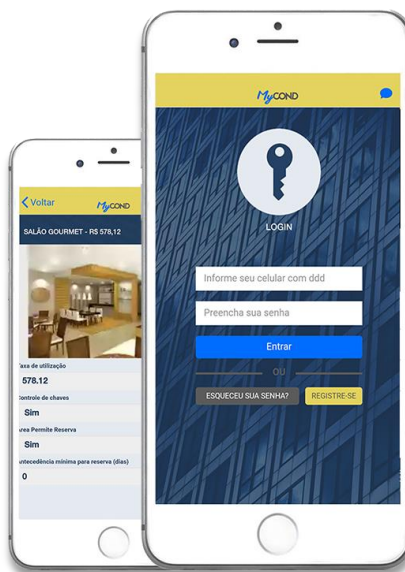 MyCOND
LOGIN
Informe seu celular com ddd
Preencha sua senha
Entrar
OU
ESQUECEU SUA SENHA?
REGISTRE-SE
Voltar
MyCOND
SALÃO GOURMET - R$ 578,12
Taxa de utilização
578.12
Controle de chaves
Sim
Área Permite Reserva
Sim
Antecedência mínima para reserva (dias)
0